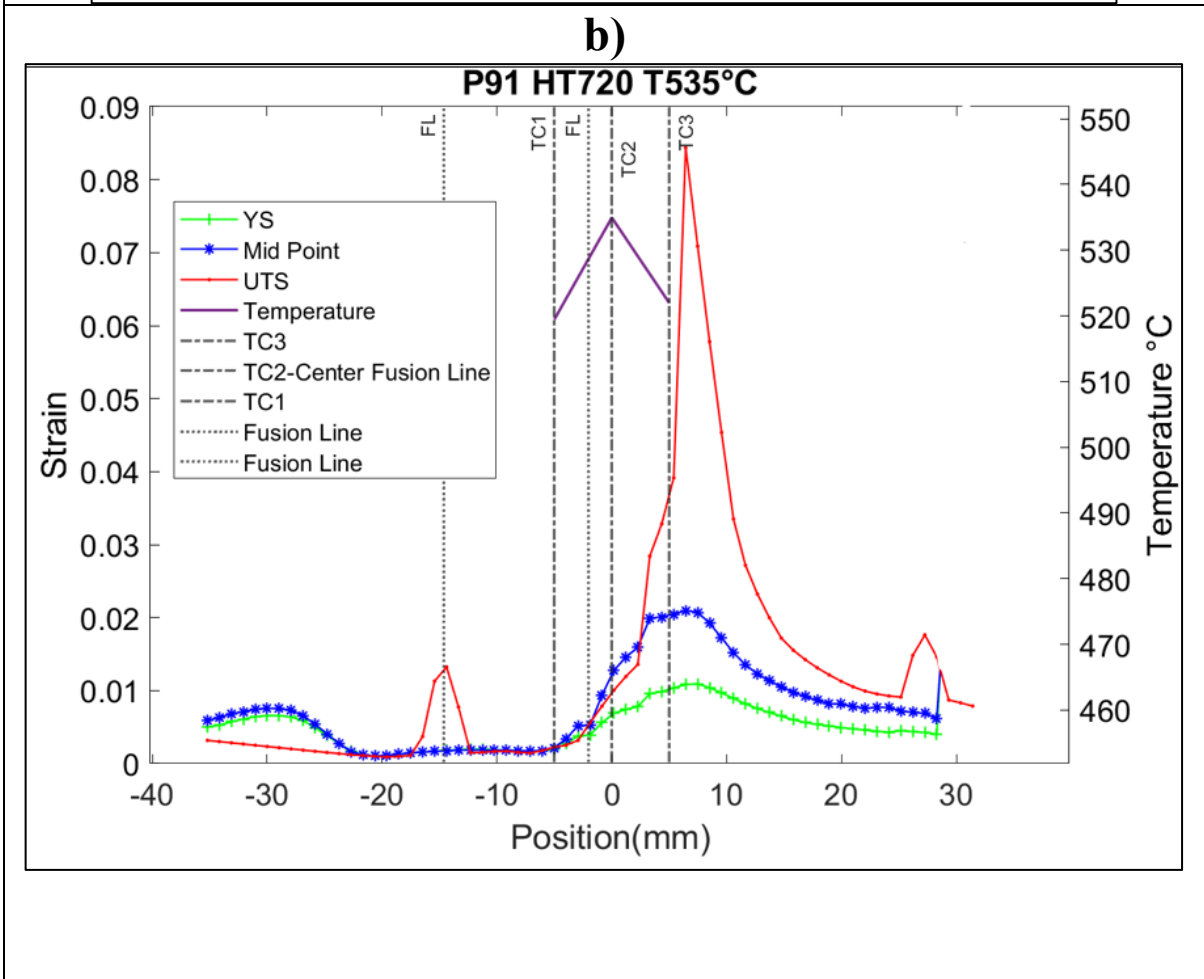 b)
P91 HT720 T535°C
0.09
0.08
0.07
0.06
0.05
0.04
0.03
0.02
0.01
0
Strain
FL
TC1
FL
TC2
TC3
YS
Mid Point
UTS
Temperature
TC3
TC2-Center Fusion Line
TC1
Fusion Line
Fusion Line
550
540
530
520
510
500
490
480
470
460
Temperature °C
-40 -30 -20 -10 0 10 20 30
Position(mm)